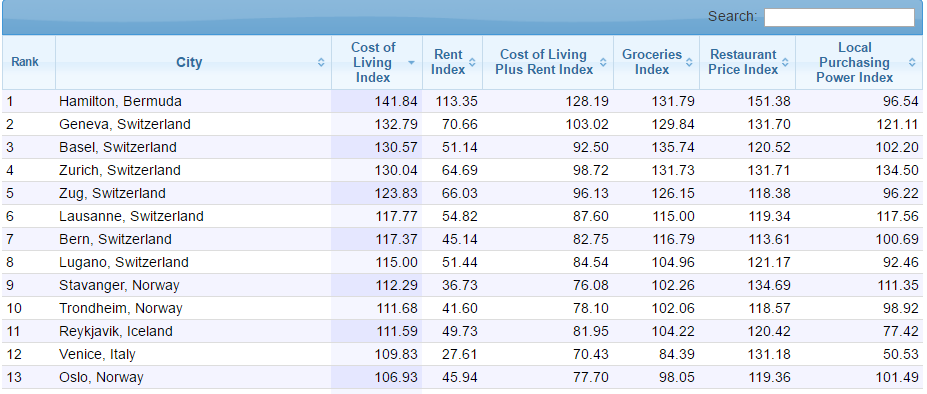 Search:
Rank City Cost of Living Index Rent Index Cost of Living Plus Rent Index Groceries Index Restaurant Price Index Local Purchasing Power Index
1 Hamilton, Bermuda 141.84 113.35 128.19 131.79 151.38 96.54
2 Geneva, Switzerland 132.79 70.66 103.02 129.84 131.70 121.11
3 Basel, Switzerland 130.57 51.14 92.50 135.74 120.52 102.20
4 Zurich, Switzerland 130.04 64.69 98.72 131.73 131.71 134.50
5 Zug, Switzerland 123.83 66.03 96.13 126.15 118.38 96.22
6 Lausanne, Switzerland 117.77 54.82 87.60 115.00 119.34 117.56
7 Bern, Switzerland 117.37 45.14 82.75 116.79 113.61 100.69
8 Lugano, Switzerland 115.00 51.44 84.54 104.96 121.17 92.46
9 Stavanger, Norway 112.29 36.73 76.08 102.26 134.69 111.35
10 Trondheim, Norway 111.68 41.60 78.10 102.06 118.57 98.92
11 Reykjavik, Iceland 111.59 49.73 81.95 104.22 120.42 77.42
12 Venice, Italy 109.83 27.61 70.43 84.39 131.18 50.53
13 Oslo, Norway 106.93 45.94 77.70 98.05 119.36 101.49